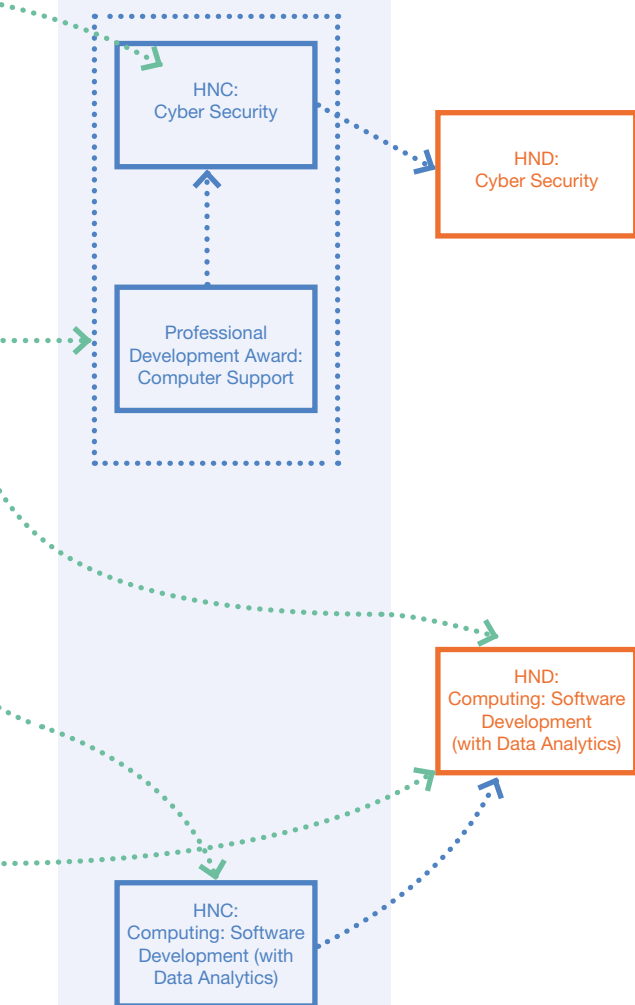 HNC:
Cyber Security
HND:
Cyber Security
Professional
Development Award:
Computer Support
HND:
Computing: Software
Development
(with Data Analytics)
HNC:
Computing: Software
Development (with
Data Analytics)